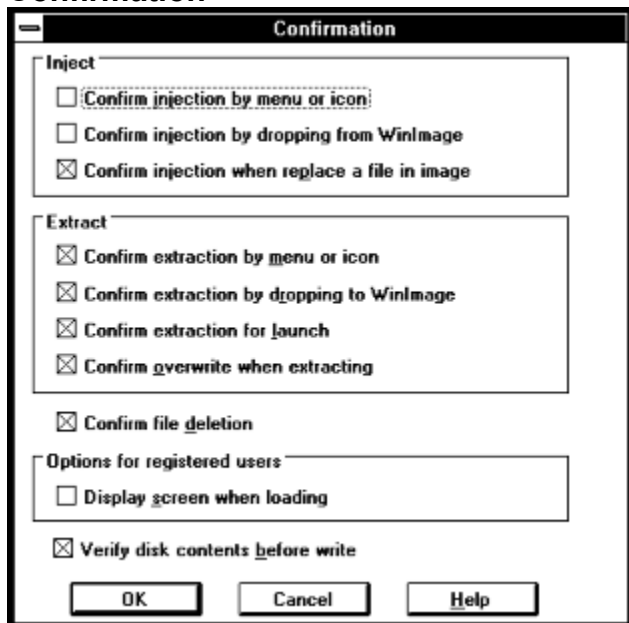 Confirmation
Confirmation
Inject
Confirm injection by menu or icon
Confirm injection by dropping from WinImage
Confirm injection when replace a file in image
Extract
Confirm extraction by menu or icon
Confirm extraction by dropping to WinImage
Confirm extraction for launch
Confirm overwrite when extracting
Confirm file deletion
Options for registered users
Display screen when loading
Verify disk contents before write
OK Cancel Help